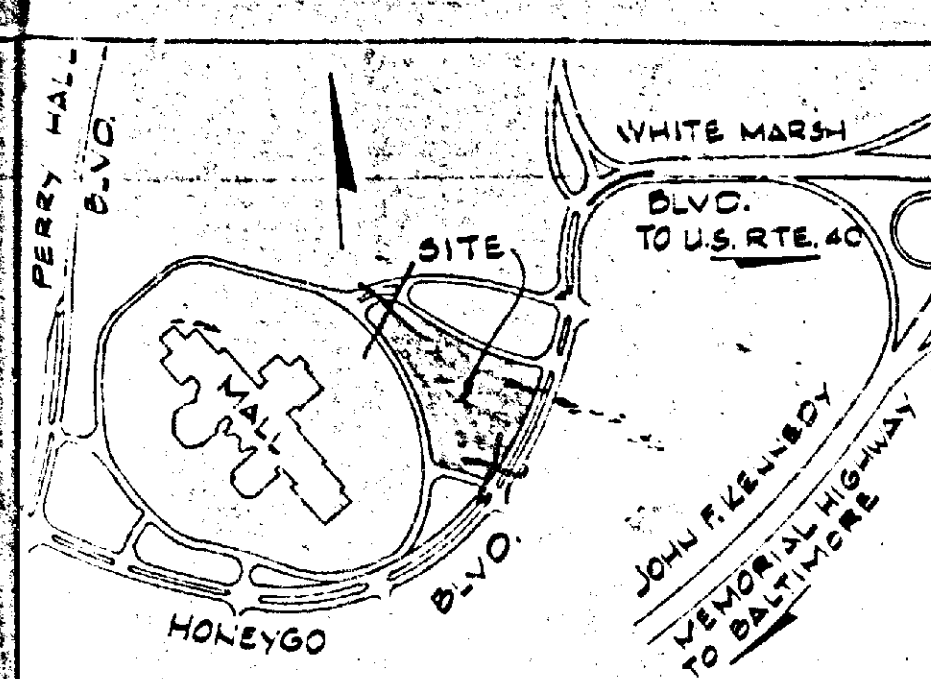 PERRY HALL
BLVD.
WHITE MARSH
BLVD.
TO U.S. RTE. 40
SITE
MALL
JOHN F. KENNEDY
MEMORIAL HIGHWAY
TO BALTIMORE
HONEYGO
BLVD.